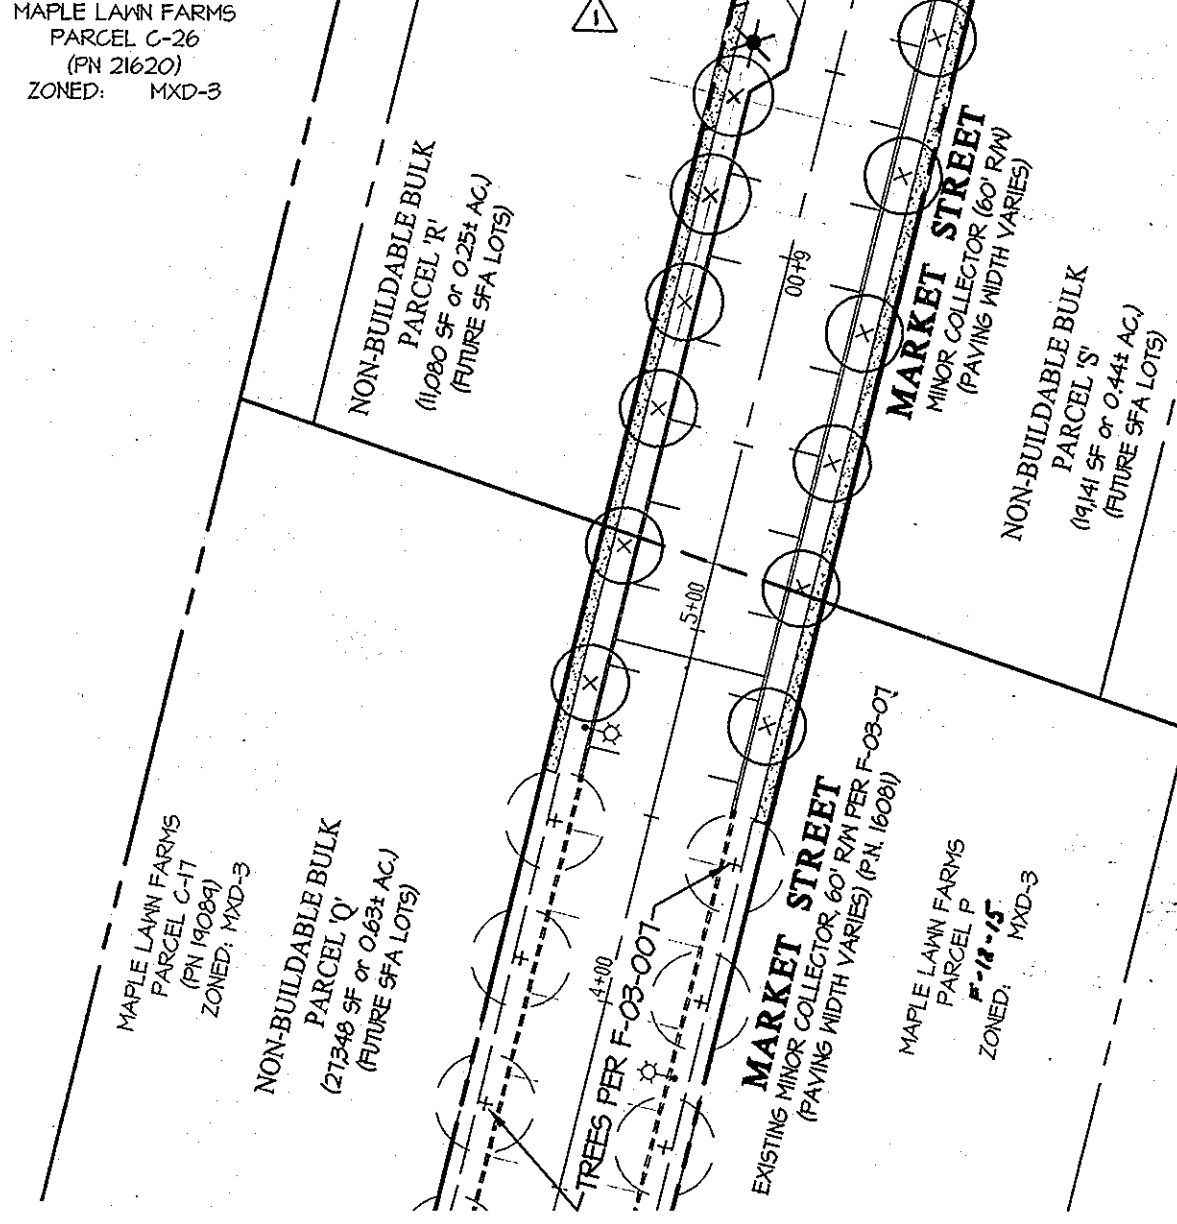 MAPLE LAWN FARMS
PARCEL C-26
(PN 21620)
ZONED: MXD-3
1
NON-BUILDABLE BULK
PARCEL 'R'
(11,080 SF or 0.25± AC.)
(FUTURE SFA LOTS)
6+00
MARKET STREET
MINOR COLLECTOR (60' R/W)
(PAVING WIDTH VARIES)
NON-BUILDABLE BULK
PARCEL 'S'
(19,141 SF or 0.44± AC.)
(FUTURE SFA LOTS)
5+00
MAPLE LAWN FARMS
PARCEL C-17
(PN 19089)
ZONED: MXD-3
NON-BUILDABLE BULK
PARCEL 'Q'
(27,348 SF or 0.63± AC.)
(FUTURE SFA LOTS)
4+00
TREES PER F-03-007
MARKET STREET
EXISTING MINOR COLLECTOR, 60' R/W PER F-03-07
(PAVING WIDTH VARIES) (P.N. 16081)
MAPLE LAWN FARMS
PARCEL P
F-12-15
ZONED: MXD-3